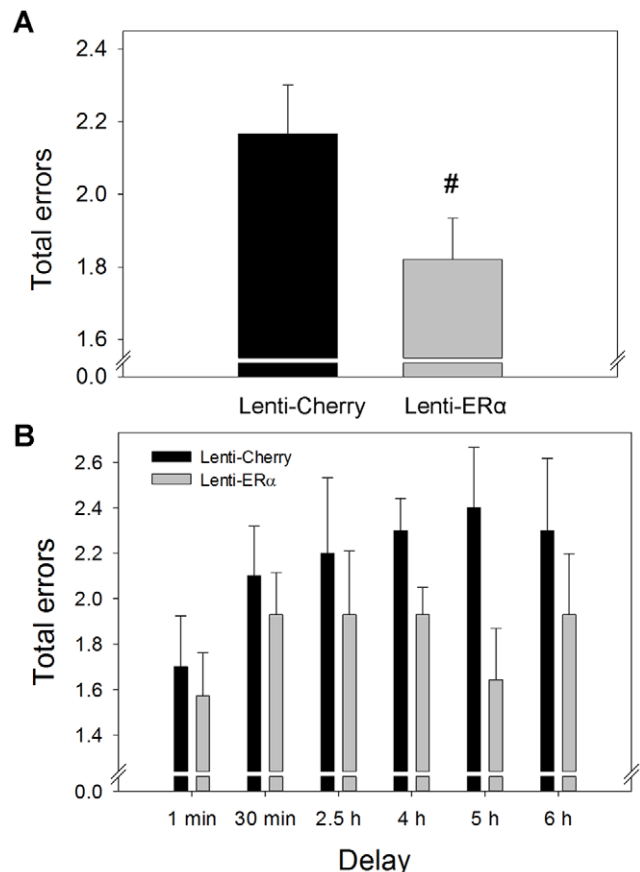 A
Total errors
2.4
2.2
2.0
1.8
1.6
0.0
#
Lenti-Cherry Lenti-ERα
B
Total errors
2.6
2.4
2.2
2.0
1.8
1.6
1.4
0.0
Lenti-Cherry
Lenti-ERα
1 min 30 min 2.5 h 4 h 5 h 6 h
Delay